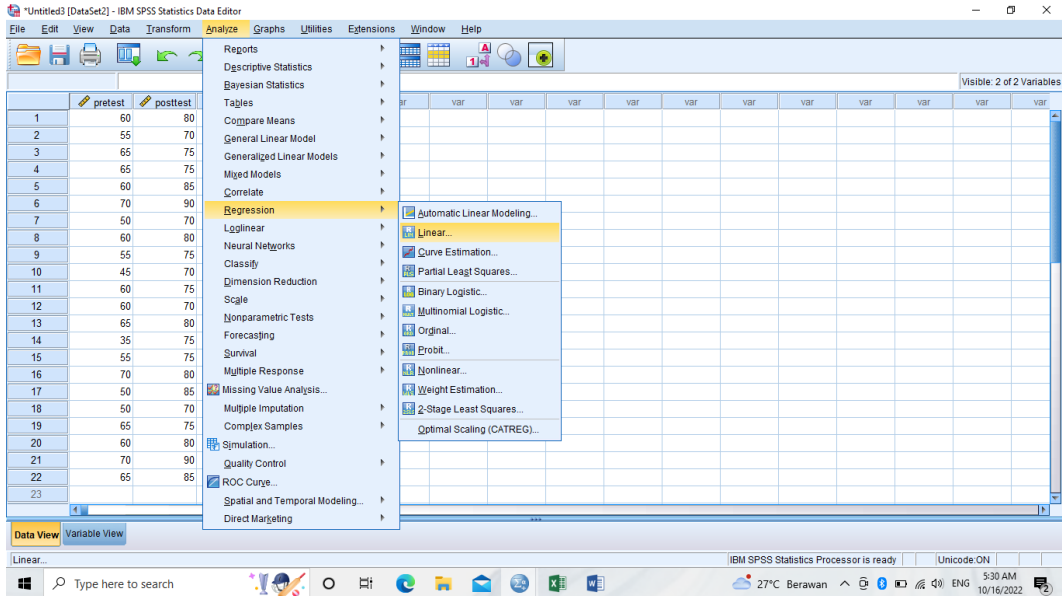 *Untitled3 [DataSet2] - IBM SPSS Statistics Data Editor
File Edit View Data Transform Analyze Graphs Utilities Extensions Window Help
Visible: 2 of 2 Variables
pretest posttest var var var var var var var var var var var
1 60 80
2 55 70
3 65 75
4 65 75
5 60 85
6 70 90
7 50 70
8 60 80
9 55 75
10 45 70
11 60 75
12 60 70
13 65 80
14 35 75
15 55 75
16 70 80
17 50 85
18 50 70
19 65 75
20 60 80
21 70 90
22 65 85
23
Reports
Descriptive Statistics
Bayesian Statistics
Tables
Compare Means
General Linear Model
Generalized Linear Models
Mixed Models
Correlate
Regression
Loglinear
Neural Networks
Classify
Dimension Reduction
Scale
Nonparametric Tests
Forecasting
Survival
Multiple Response
Missing Value Analysis...
Multiple Imputation
Complex Samples
Simulation...
Quality Control
ROC Curve...
Spatial and Temporal Modeling...
Direct Marketing
Automatic Linear Modeling...
Linear...
Curve Estimation...
Partial Least Squares...
Binary Logistic...
Multinomial Logistic...
Ordinal...
Probit...
Nonlinear...
Weight Estimation...
2-Stage Least Squares...
Optimal Scaling (CATREG)...
Data View Variable View
Linear... IBM SPSS Statistics Processor is ready Unicode:ON
Type here to search 27°C Berawan ENG 5:30 AM
10/16/2022